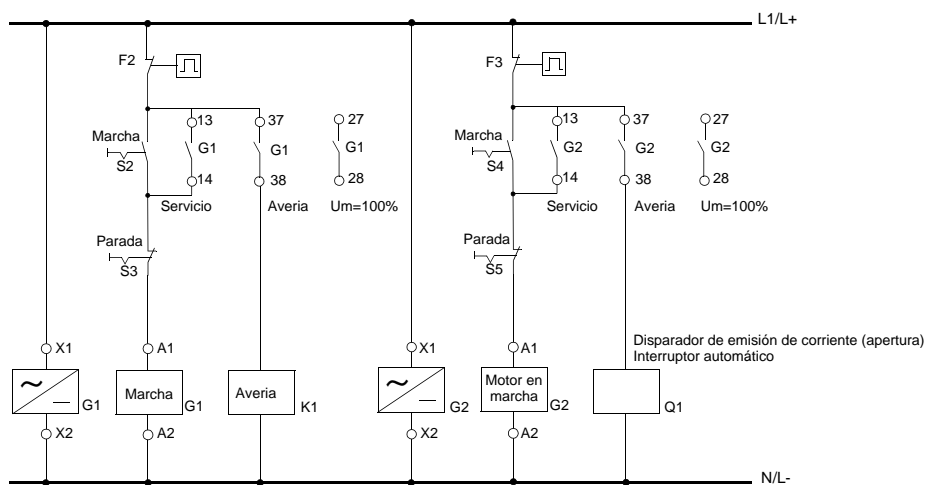 L1/L+
F2
F3
13
37
27
13
37
27
Marcha
G1
G1
G1
Marcha
G2
G2
G2
S2
S4
14
38
28
14
38
28
Servicio
Averia
Um=100%
Servicio
Averia
Um=100%
Parada
Parada
S3
S5
Disparador de emisión de corriente (apertura)
Interruptor automático
X1
A1
X1
A1
Marcha
Averia
Motor en
marcha
G1
G1
K1
G2
G2
Q1
X2
A2
X2
A2
N/L-